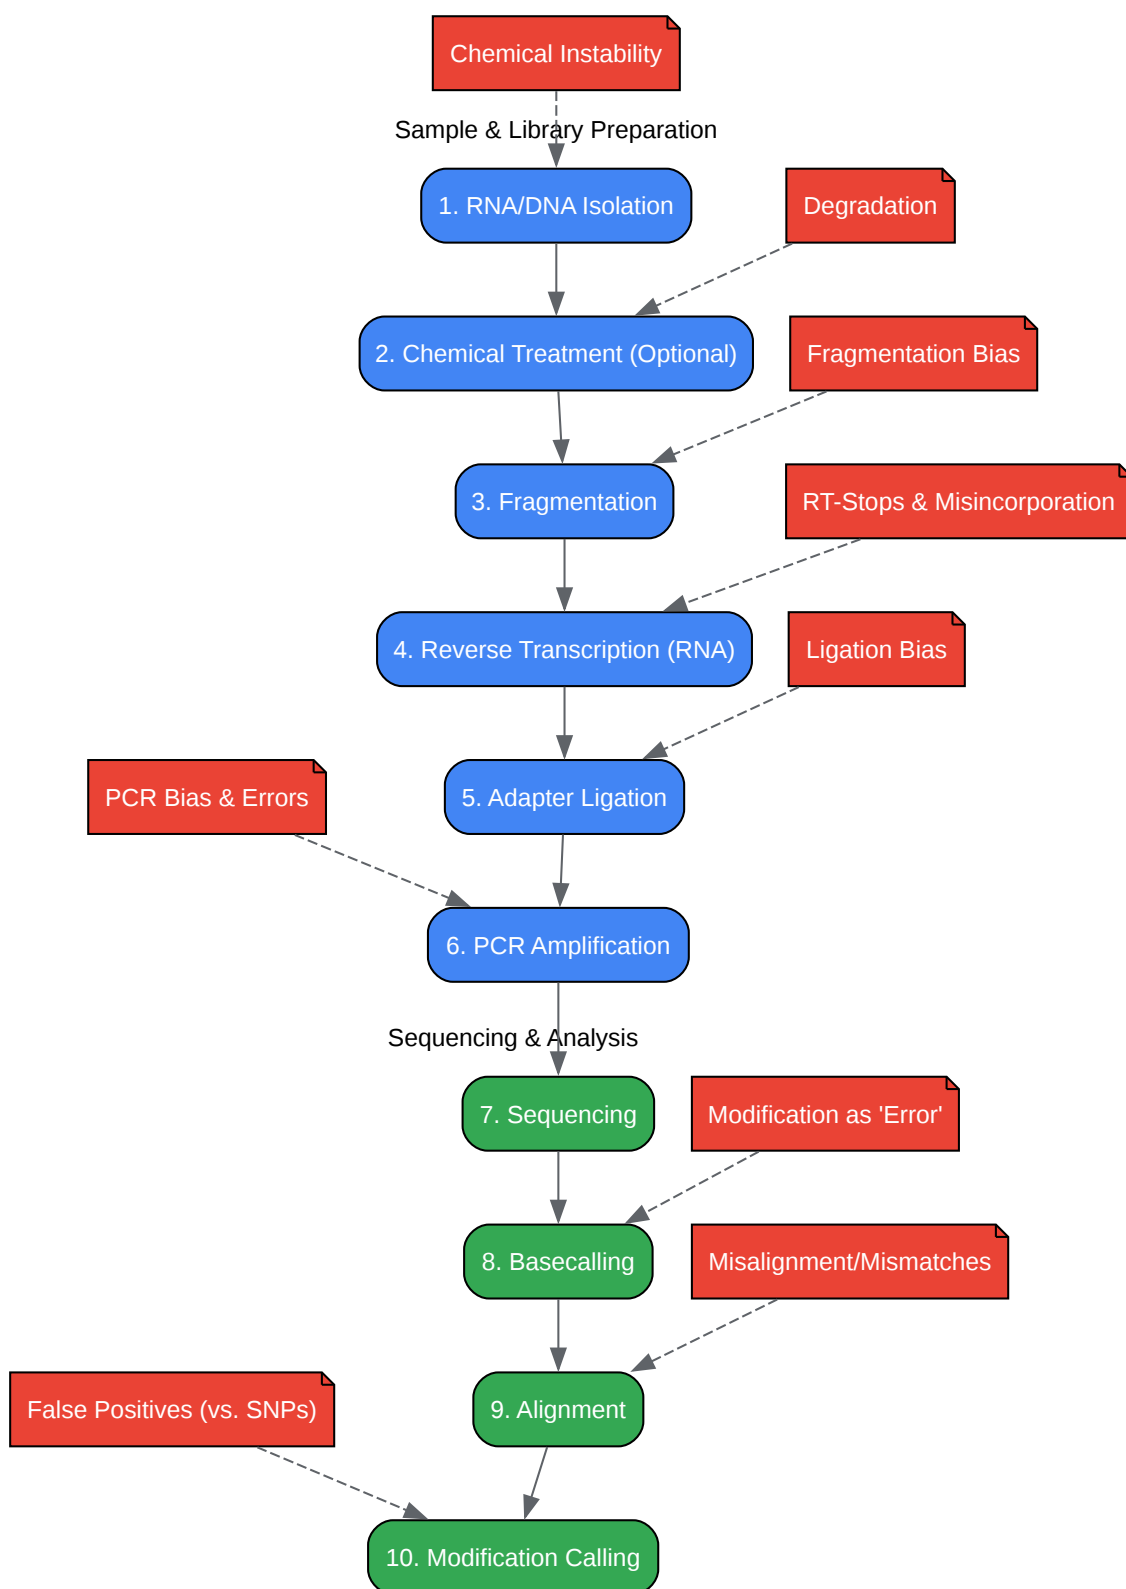 Chemical Instability
Sample & Library Preparation
1. RNA/DNA Isolation
Degradation
2. Chemical Treatment (Optional)
Fragmentation Bias
3. Fragmentation
RT-Stops & Misincorporation
4. Reverse Transcription (RNA)
Ligation Bias
PCR Bias & Errors
5. Adapter Ligation
6. PCR Amplification
Sequencing & Analysis
7. Sequencing
Modification as 'Error'
8. Basecalling
Misalignment/Mismatches
False Positives (vs. SNPs)
9. Alignment
10. Modification Calling